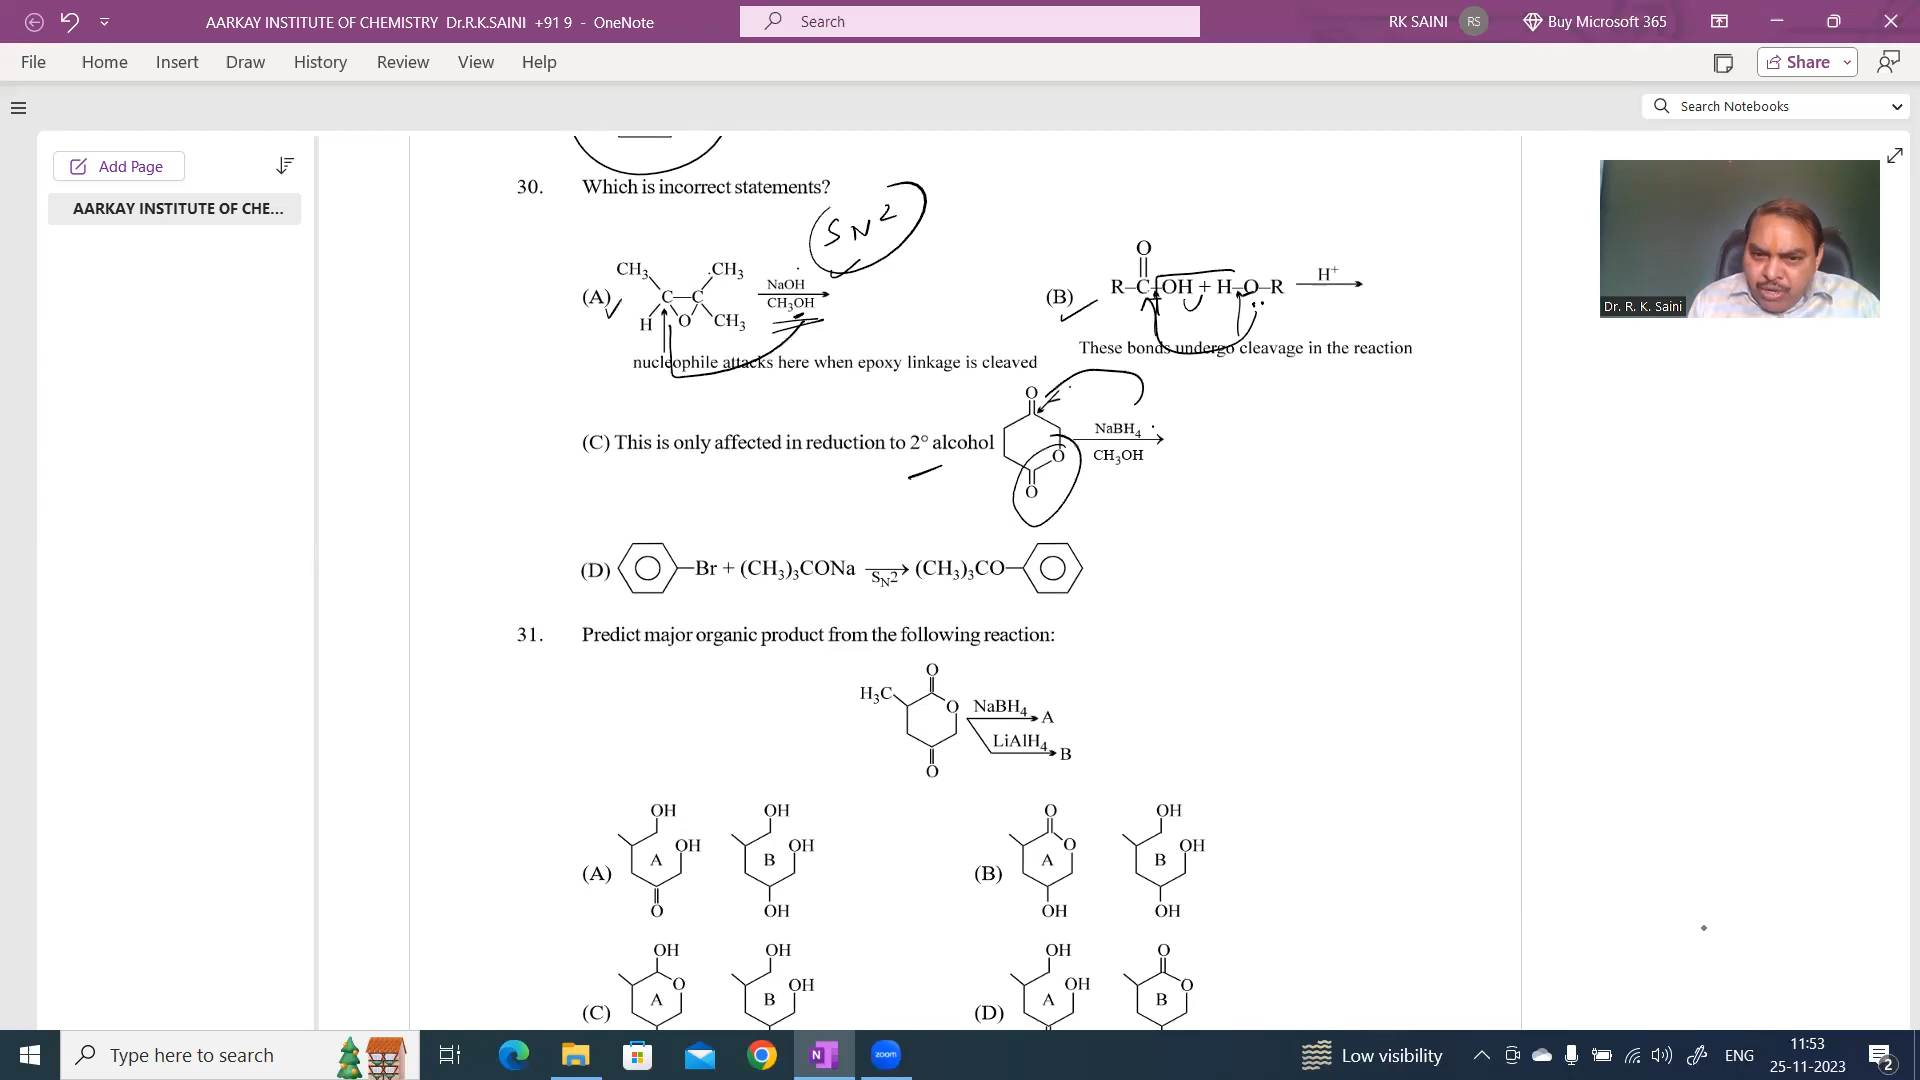 AARKAY INSTITUTE OF CHEMISTRY Dr.R.K.SAINI +91 9 - OneNote
Search
RK SAINI RS Buy Microsoft 365
File Home Insert Draw History Review View Help
Share
Search Notebooks
Add Page
AARKAY INSTITUTE OF CHE...
Dr. R. K. Saini
30. Which is incorrect statements?
SN2
(A) CH3 CH3 C–C H O CH3 NaOH CH3OH
nucleophile attacks here when epoxy linkage is cleaved
(B) O R–C–OH + H–O–R H+
These bonds undergo cleavage in the reaction
(C) This is only affected in reduction to 2° alcohol O O O NaBH4 CH3OH
(D) –Br + (CH3)3CONa SN2 (CH3)3CO–
31. Predict major organic product from the following reaction:
H3C O O O NaBH4 A LiAlH4 B
(A) OH OH A O OH OH B OH
(B) O O A OH OH OH B OH
(C) OH O A OH OH B
(D) OH OH A O O B
Type here to search
zoom
Low visibility
ENG
11:53
25-11-2023
2